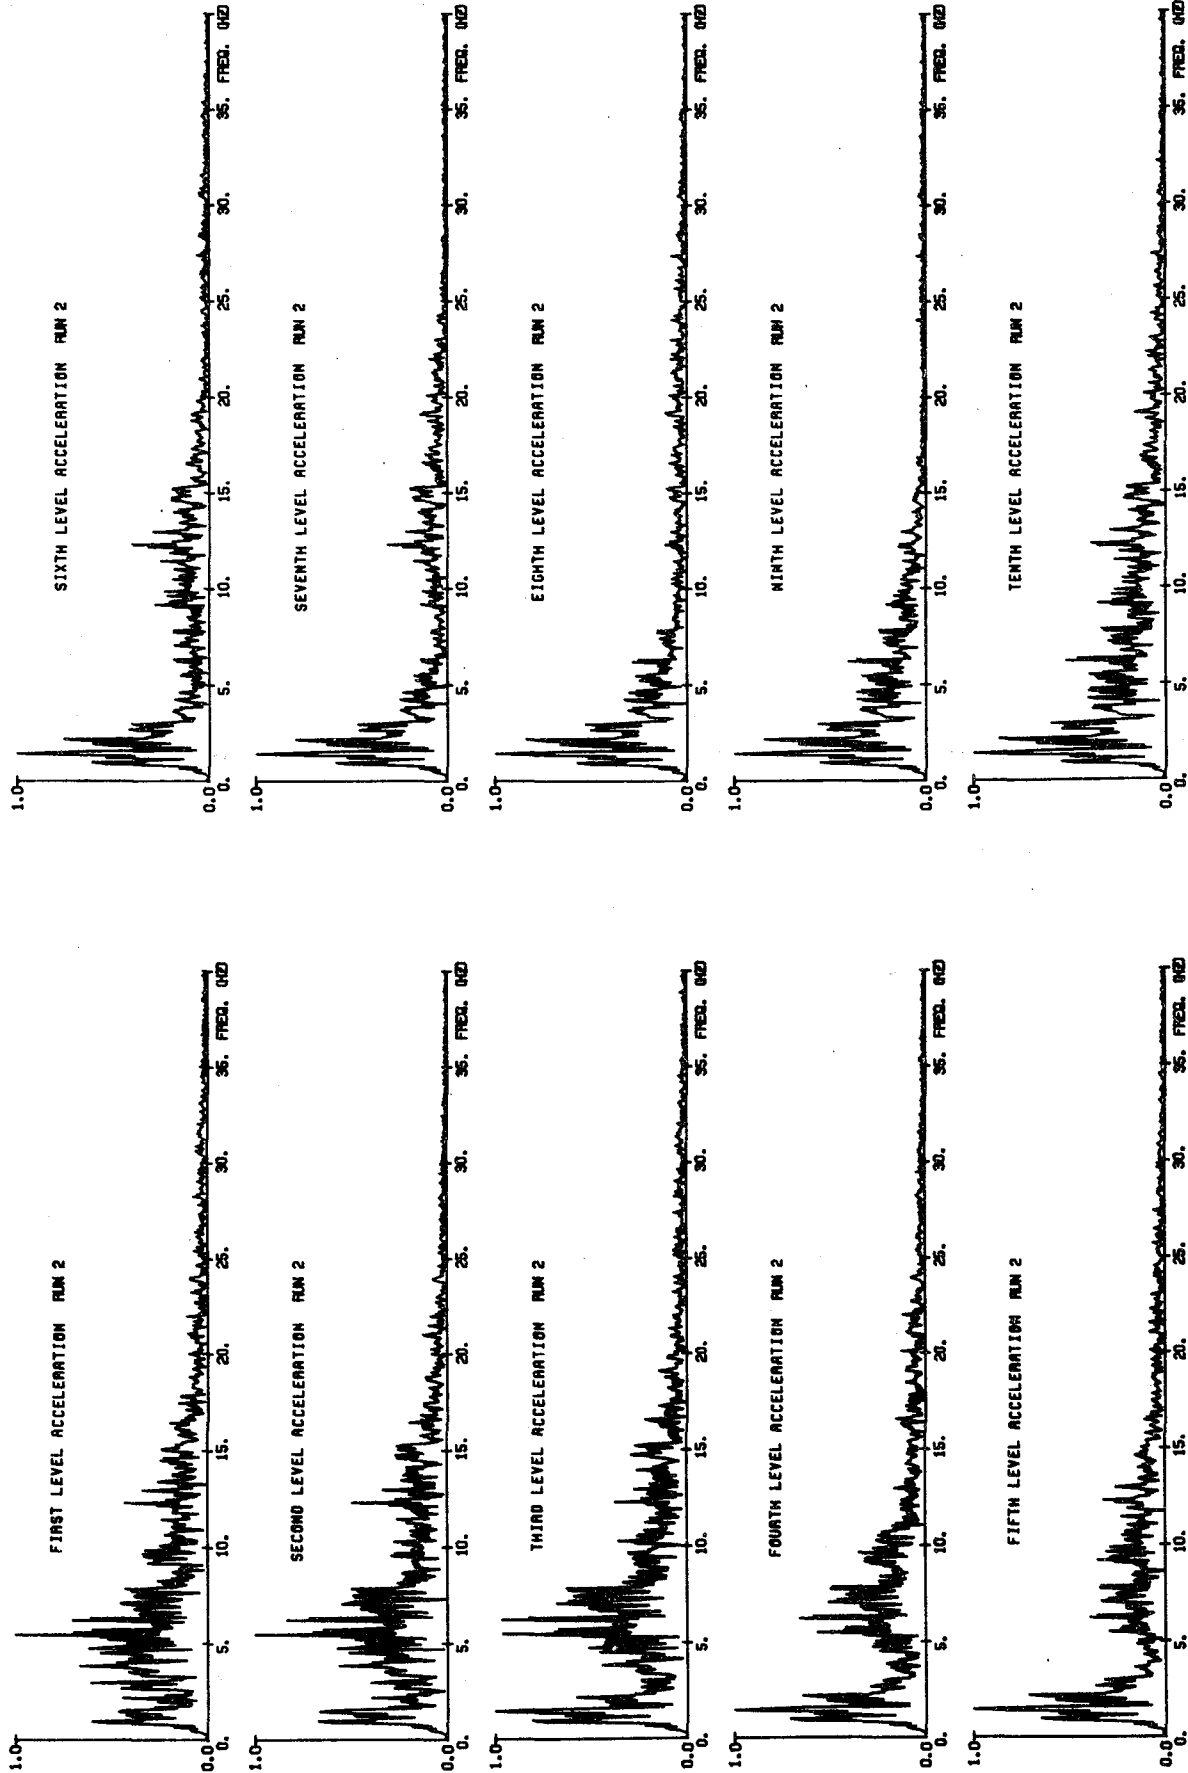 FIRST LEVEL ACCELERATION RUN 2
1.0
0.0
0. 5. 10. 15. 20. 25. 30. 35. FREQ. (HZ)
SECOND LEVEL ACCELERATION RUN 2
1.0
0.0
0. 5. 10. 15. 20. 25. 30. 35. FREQ. (HZ)
THIRD LEVEL ACCELERATION RUN 2
1.0
0.0
0. 5. 10. 15. 20. 25. 30. 35. FREQ. (HZ)
FOURTH LEVEL ACCELERATION RUN 2
1.0
0.0
0. 5. 10. 15. 20. 25. 30. 35. FREQ. (HZ)
FIFTH LEVEL ACCELERATION RUN 2
1.0
0.0
0. 5. 10. 15. 20. 25. 30. 35. FREQ. (HZ)
SIXTH LEVEL ACCELERATION RUN 2
1.0
0.0
0. 5. 10. 15. 20. 25. 30. 35. FREQ. (HZ)
SEVENTH LEVEL ACCELERATION RUN 2
1.0
0.0
0. 5. 10. 15. 20. 25. 30. 35. FREQ. (HZ)
EIGHTH LEVEL ACCELERATION RUN 2
1.0
0.0
0. 5. 10. 15. 20. 25. 30. 35. FREQ. (HZ)
NINTH LEVEL ACCELERATION RUN 2
1.0
0.0
0. 5. 10. 15. 20. 25. 30. 35. FREQ. (HZ)
TENTH LEVEL ACCELERATION RUN 2
1.0
0.0
0. 5. 10. 15. 20. 25. 30. 35. FREQ. (HZ)